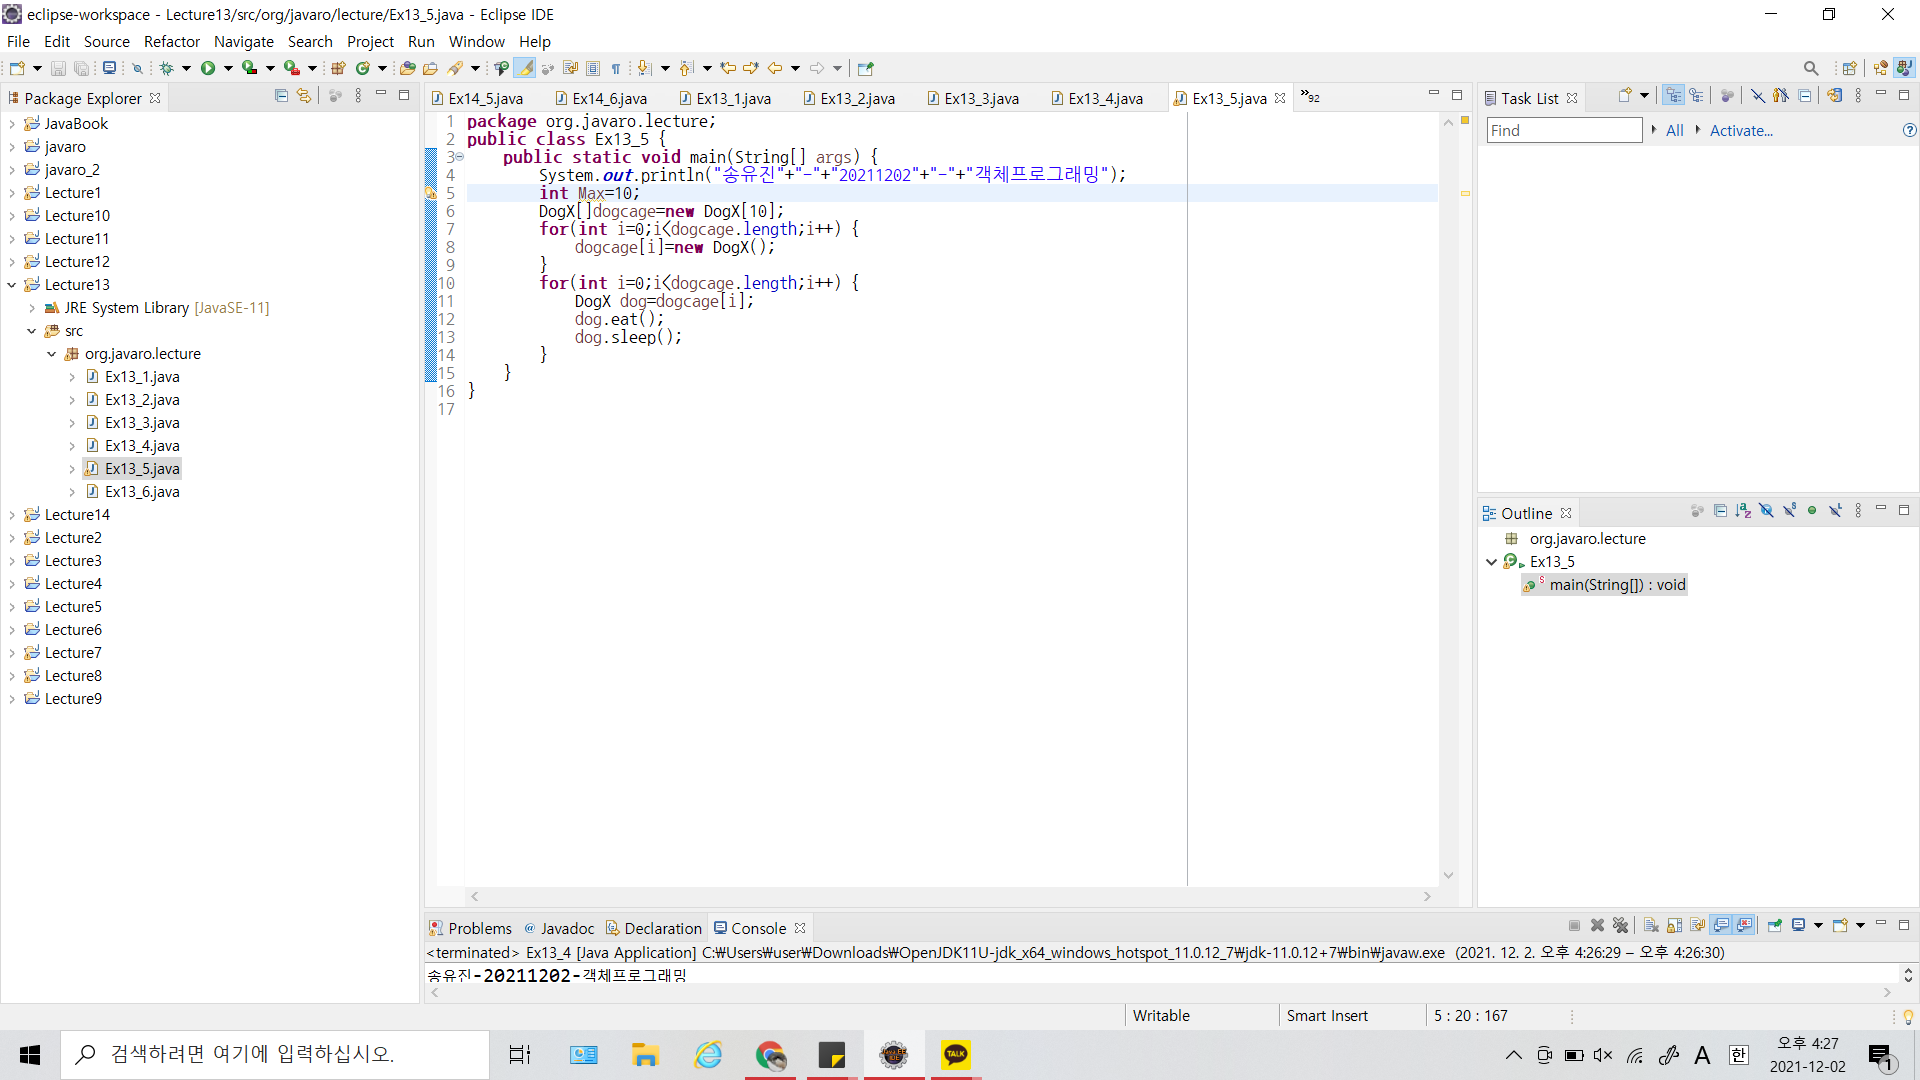 eclipse-workspace - Lecture13/src/org/javaro/lecture/Ex13_5.java - Eclipse IDE
File Edit Source Refactor Navigate Search Project Run Window Help
Package Explorer
JavaBook
javaro
javaro_2
Lecture1
Lecture10
Lecture11
Lecture12
Lecture13
JRE System Library [JavaSE-11]
src
org.javaro.lecture
Ex13_1.java
Ex13_2.java
Ex13_3.java
Ex13_4.java
Ex13_5.java
Ex13_6.java
Lecture14
Lecture2
Lecture3
Lecture4
Lecture5
Lecture6
Lecture7
Lecture8
Lecture9
Ex14_5.java Ex14_6.java Ex13_1.java Ex13_2.java Ex13_3.java Ex13_4.java Ex13_5.java »92
1 package org.javaro.lecture;
2 public class Ex13_5 {
3 public static void main(String[] args) {
4 System.out.println("송유진"+"-"+"20211202"+"-"+"객체프로그래밍");
5 int Max=10;
6 DogX[]dogcage=new DogX[10];
7 for(int i=0;i<dogcage.length;i++) {
8 dogcage[i]=new DogX();
9 }
10 for(int i=0;i<dogcage.length;i++) {
11 DogX dog=dogcage[i];
12 dog.eat();
13 dog.sleep();
14 }
15 }
16 }
17
Task List
Find All Activate...
Outline
org.javaro.lecture
Ex13_5
main(String[]) : void
Problems @ Javadoc Declaration Console
<terminated> Ex13_4 [Java Application] C:₩Users₩user₩Downloads₩OpenJDK11U-jdk_x64_windows_hotspot_11.0.12_7₩jdk-11.0.12+7₩bin₩javaw.exe (2021. 12. 2. 오후 4:26:29 – 오후 4:26:30)
송유진-20211202-객체프로그래밍
Writable Smart Insert 5 : 20 : 167
검색하려면 여기에 입력하십시오.
TALK
A 한 오후 4:27
2021-12-02
1